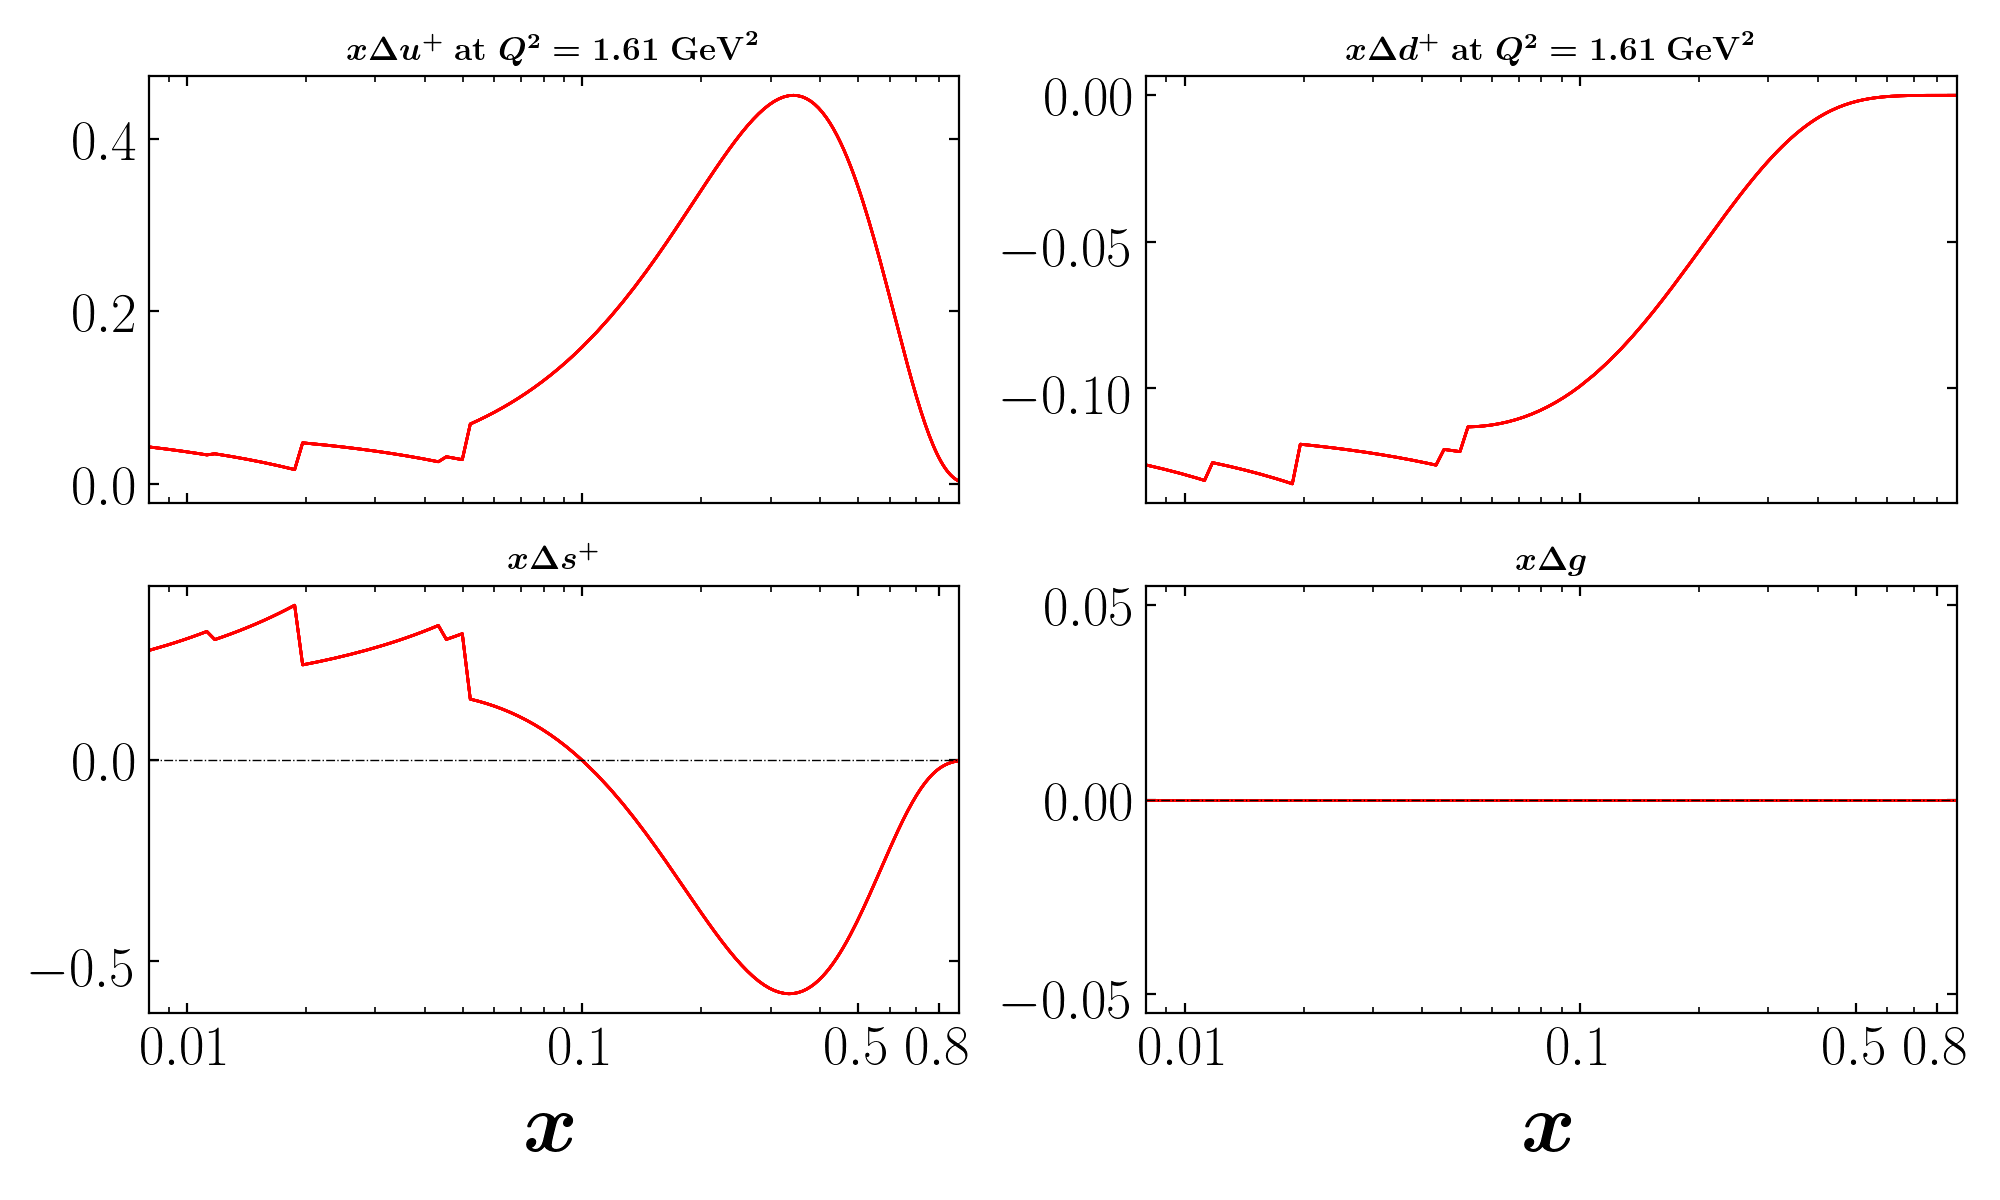 xΔu⁺ at Q² = 1.61 GeV²
0.4
0.2
0.0
xΔd⁺ at Q² = 1.61 GeV²
0.00
−0.05
−0.10
xΔs⁺
0.0
−0.5
0.01 0.1 0.5 0.8
x
xΔg
0.05
0.00
−0.05
0.01 0.1 0.5 0.8
x